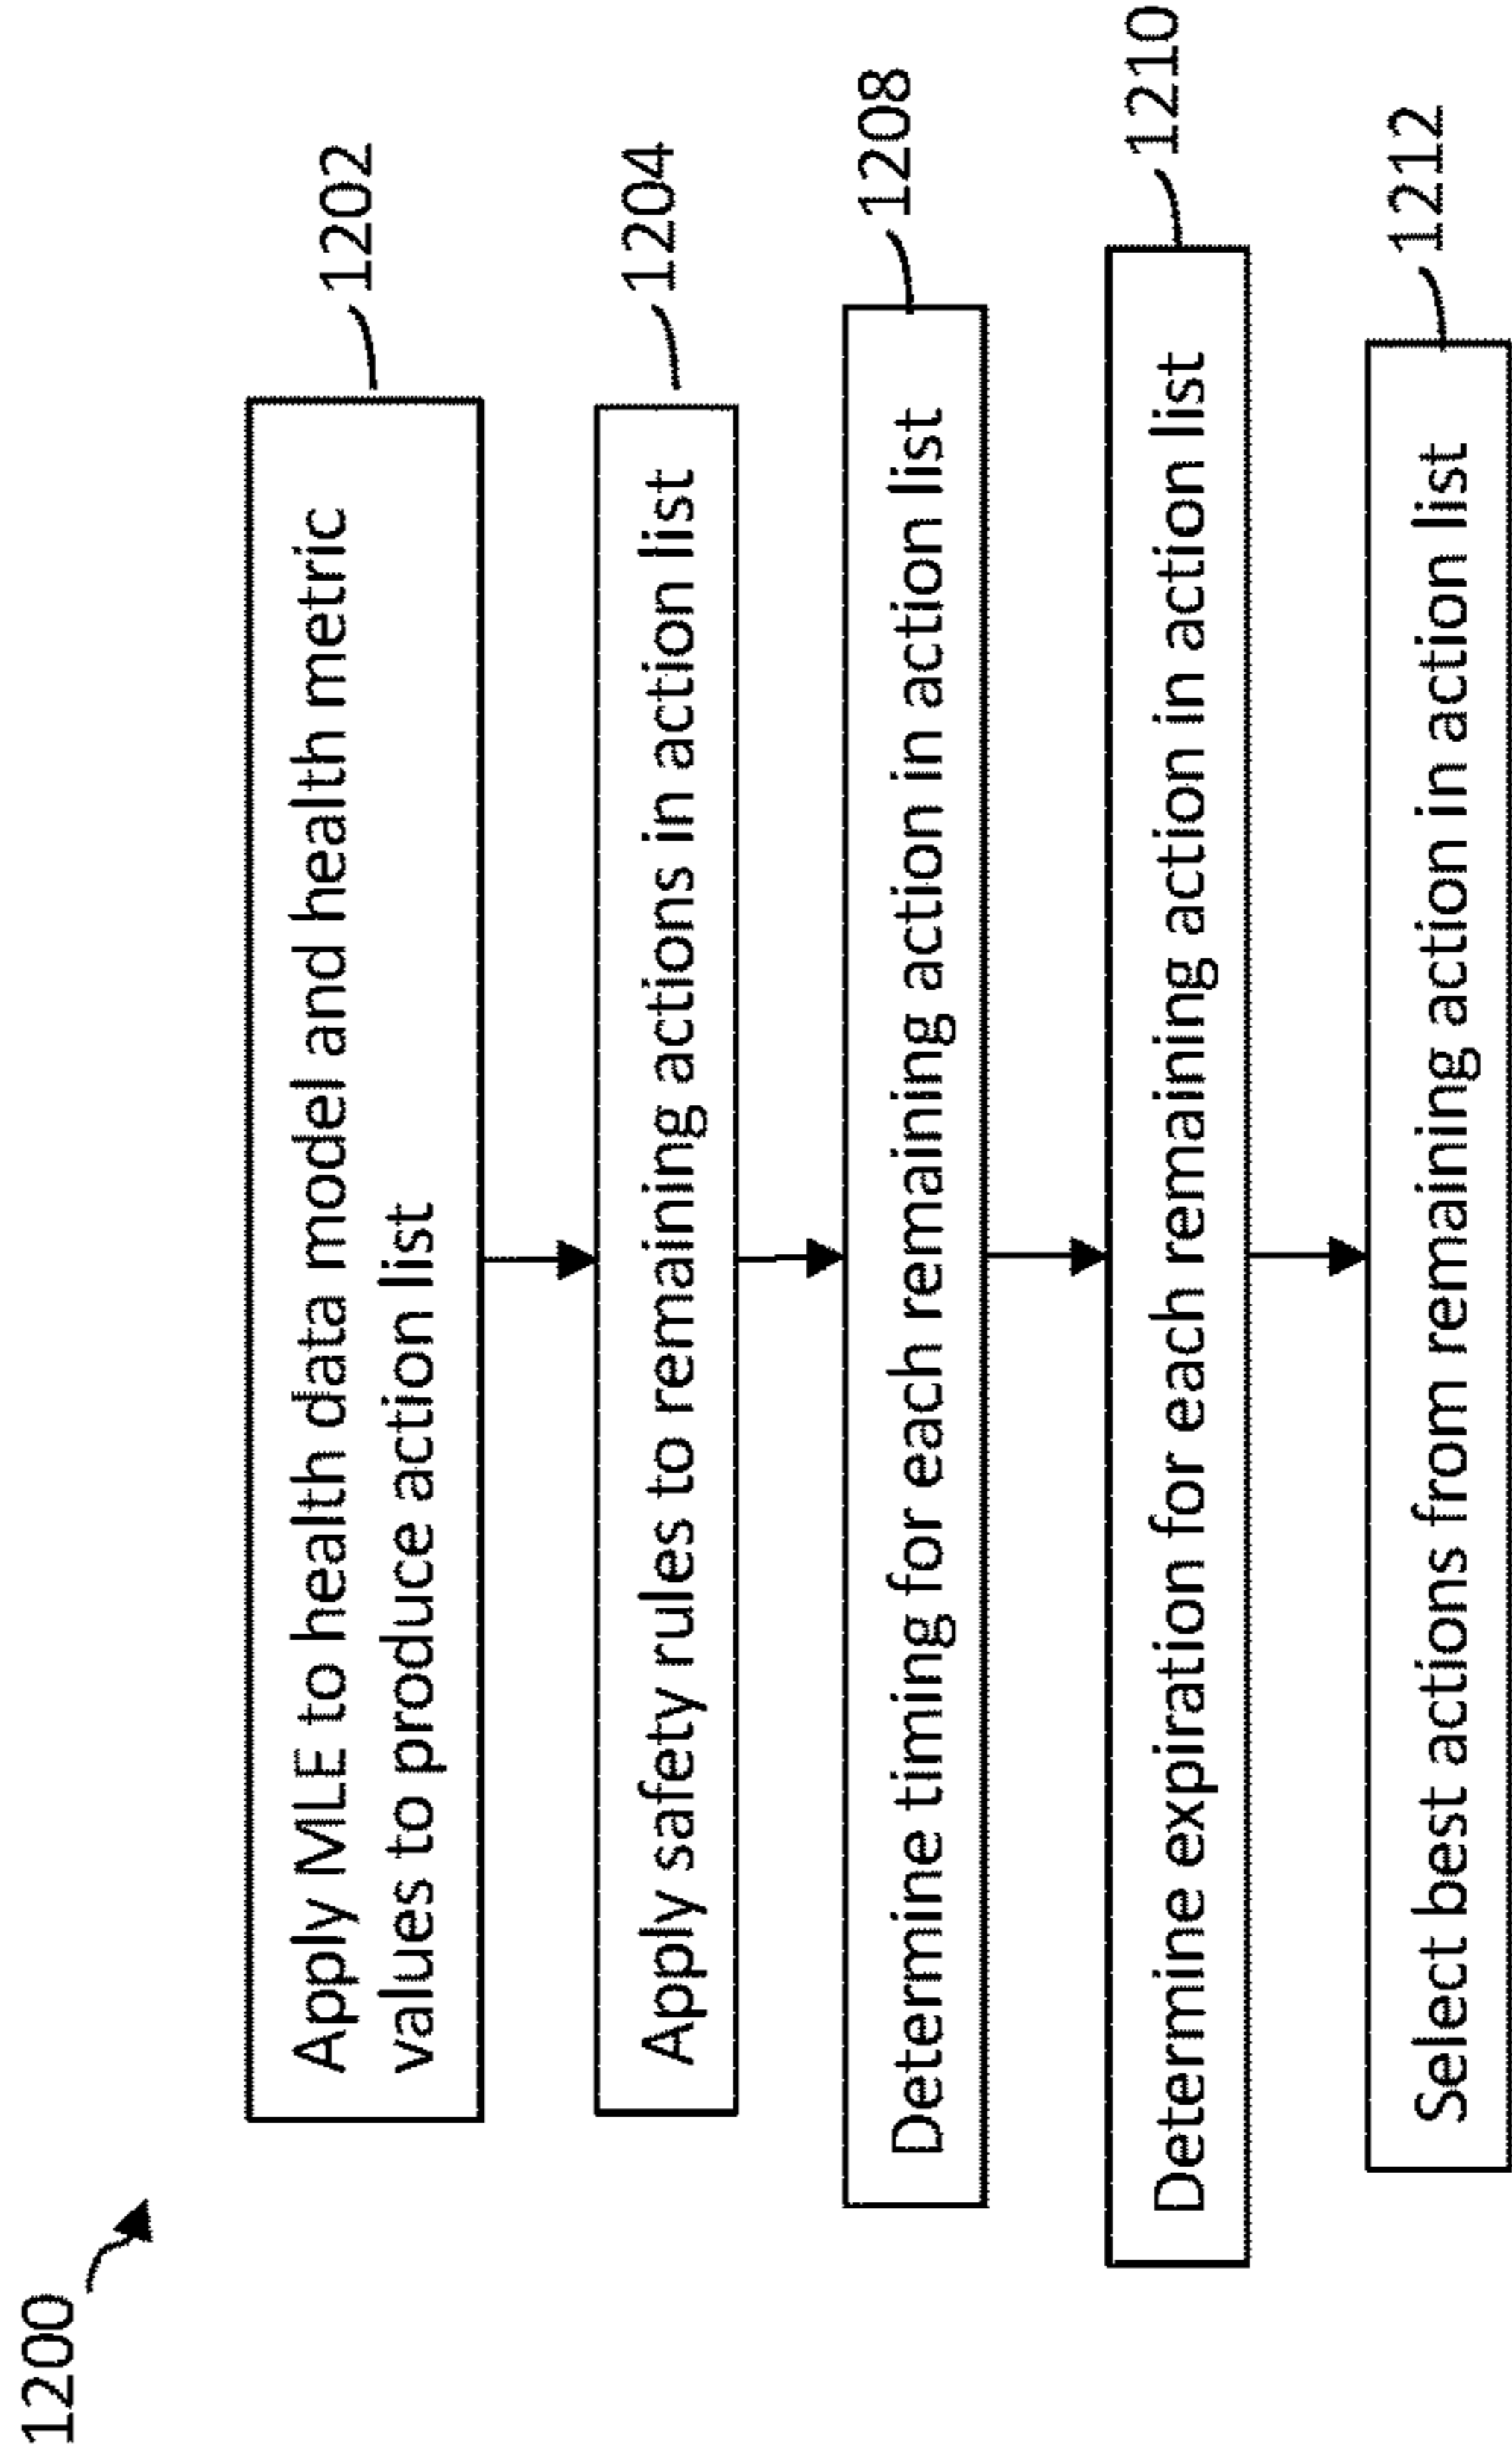 1200
Apply MLE to health data model and health metric
values to produce action list
1202
Apply safety rules to remaining actions in action list
1204
Determine timing for each remaining action in action list
1208
Determine expiration for each remaining action in action list
1210
Select best actions from remaining action in action list
1212